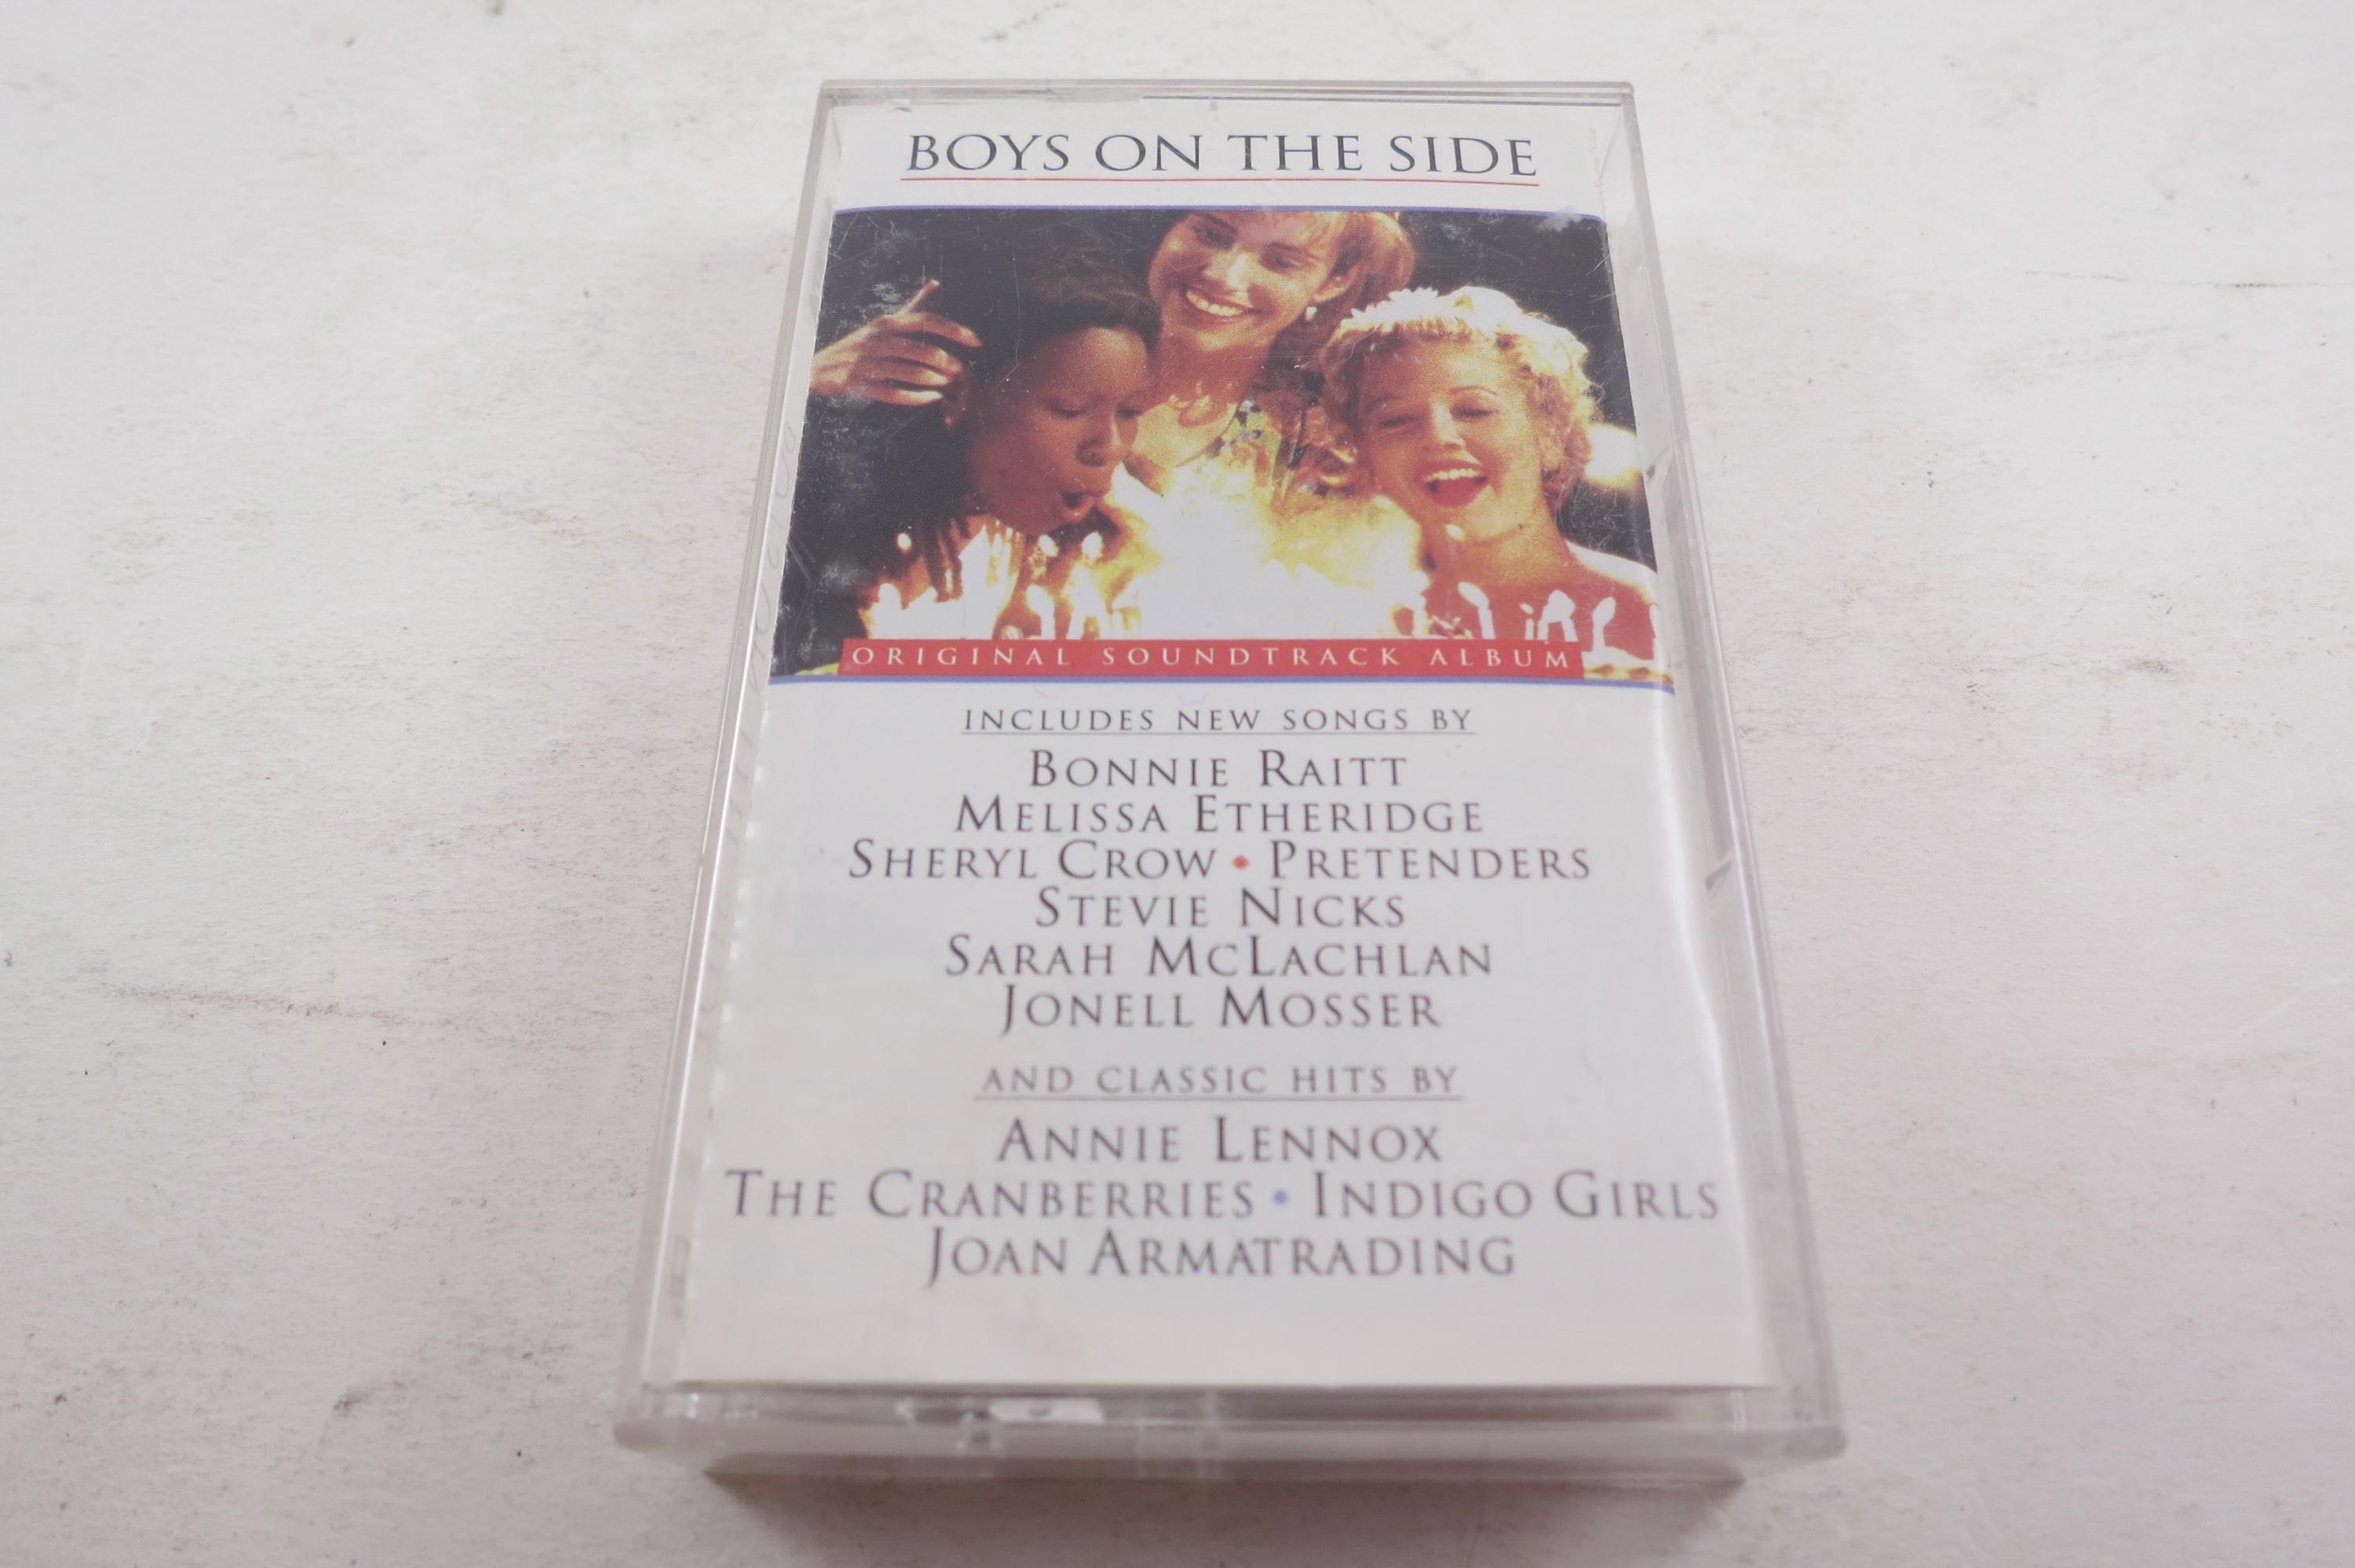 BOYS ON THE SIDE
ORIGINAL SOUNDTRACK ALBUM
INCLUDES NEW SONGS BY
BONNIE RAITT
MELISSA ETHERIDGE
SHERYL CROW • PRETENDERS
STEVIE NICKS
SARAH MCLACHLAN
JONELL MOSSER
AND CLASSIC HITS BY
ANNIE LENNOX
THE CRANBERRIES • INDIGO GIRLS
JOAN ARMATRADING